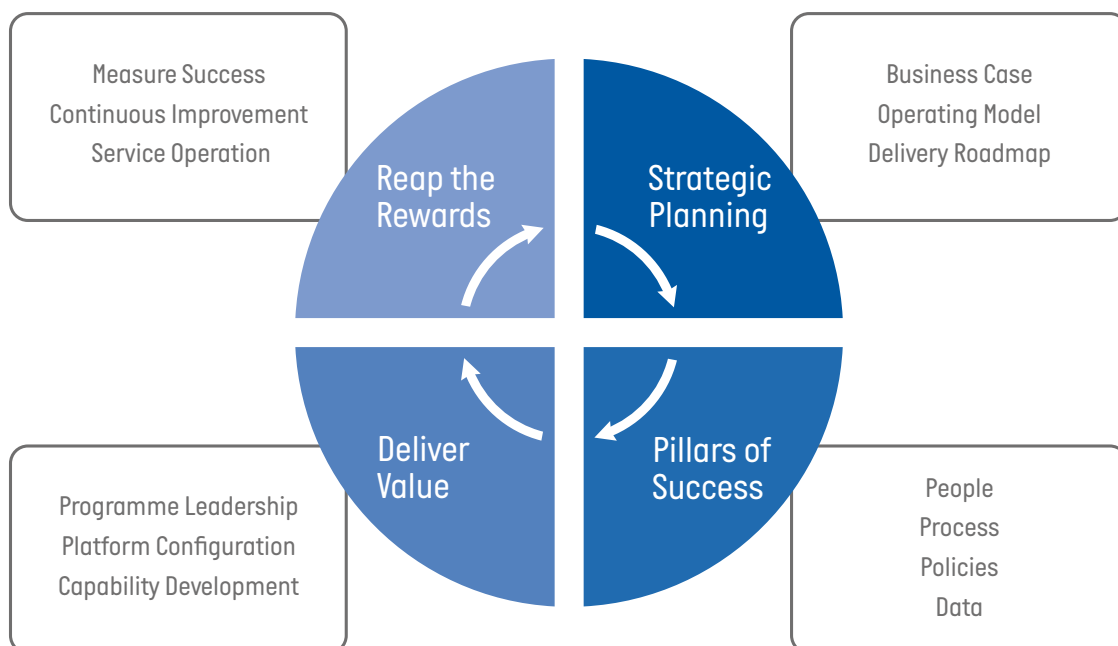 Measure Success
Continuous Improvement
Service Operation
Reap the
Rewards
Strategic
Planning
Business Case
Operating Model
Delivery Roadmap
Programme Leadership
Platform Configuration
Capability Development
Deliver
Value
Pillars of
Success
People
Process
Policies
Data